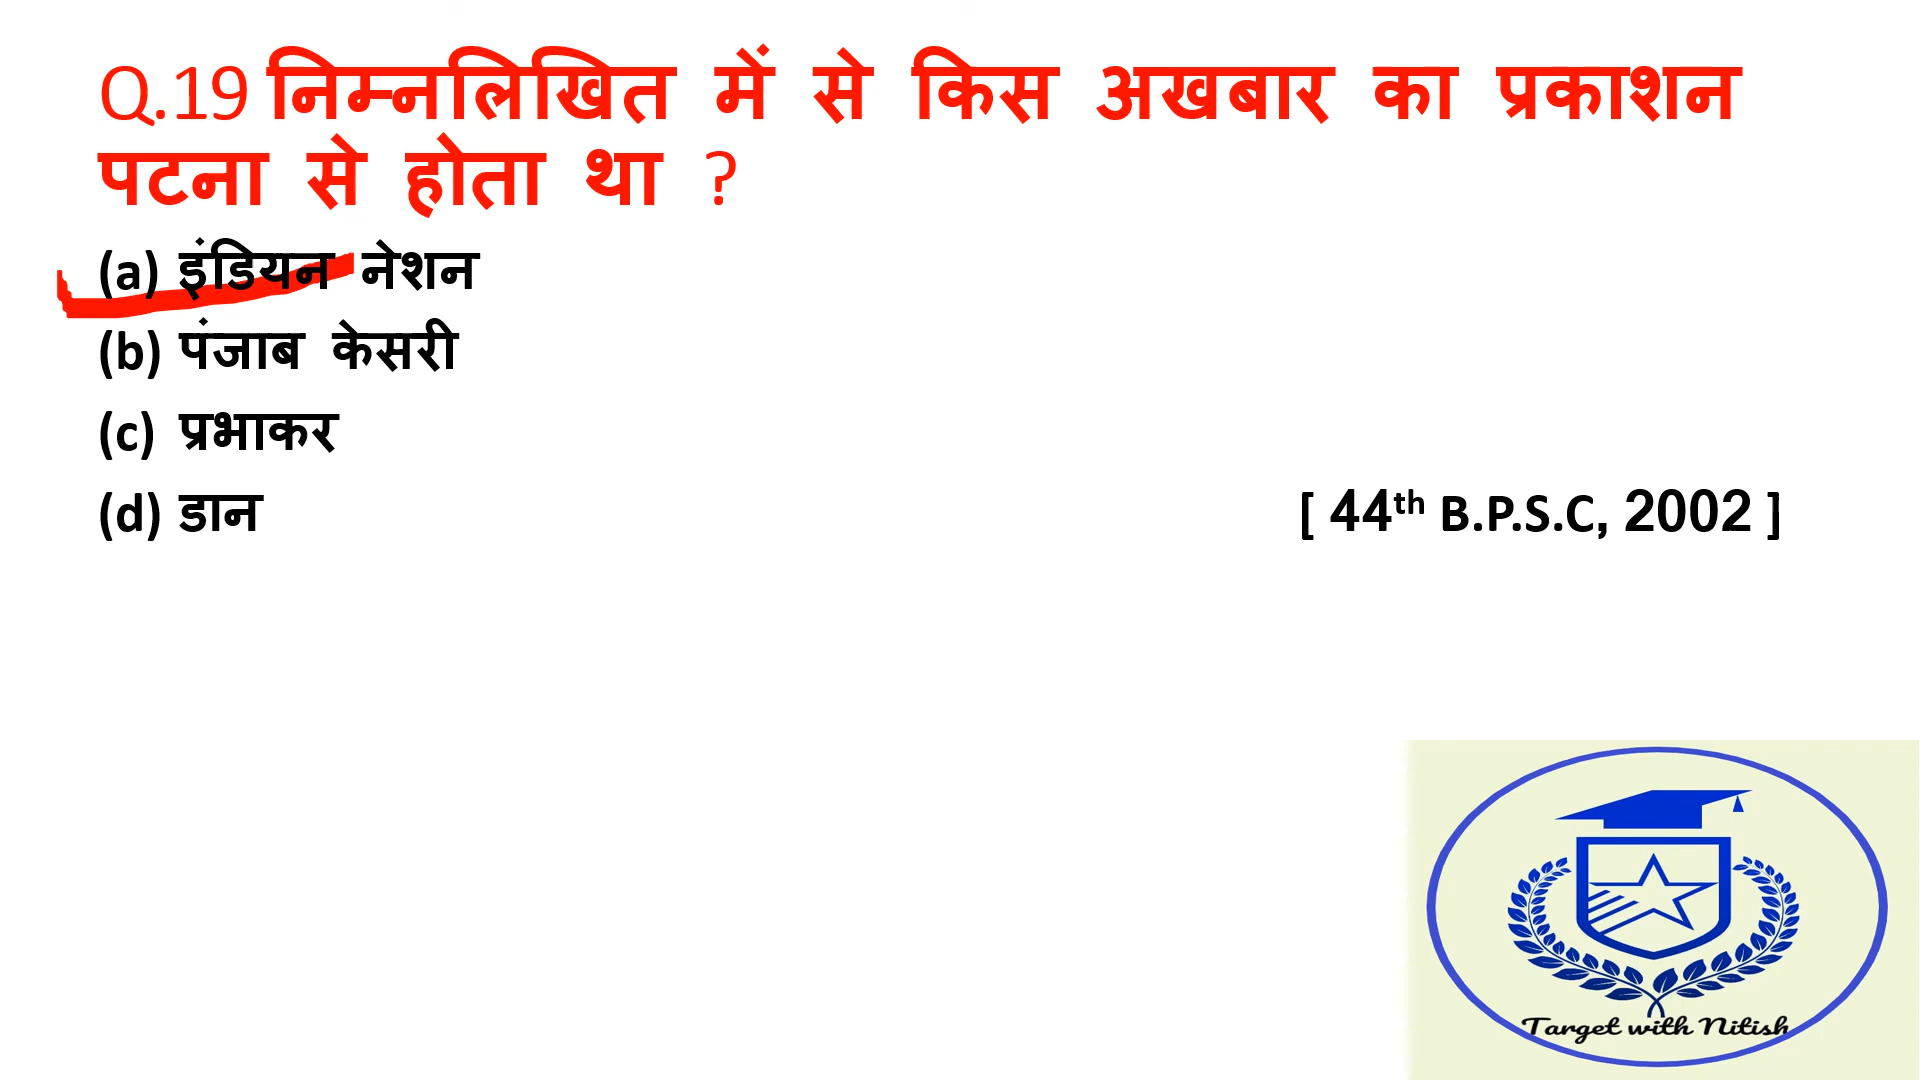 Q.19 निम्नलिखित में से किस अखबार का प्रकाशन
पटना से होता था ?
(a) इंडियन नेशन
(b) पंजाब केसरी
(c) प्रभाकर
(d) डान
[ 44th B.P.S.C, 2002 ]
Target with Nitish